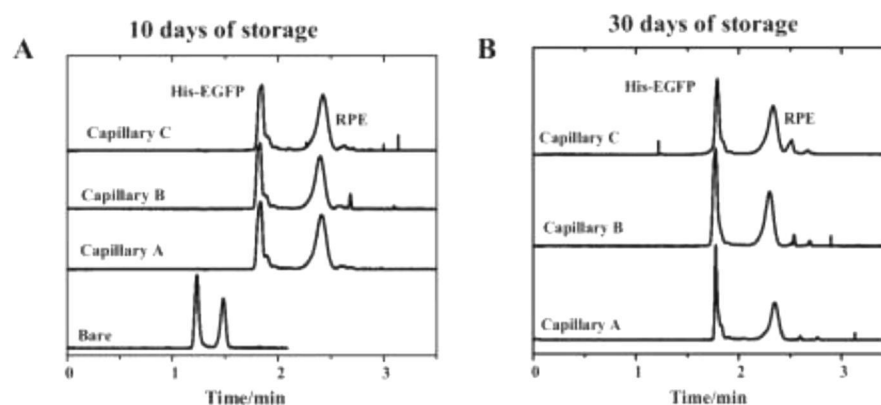 10 days of storage
A
His-EGFP
RPE
Capillary C
Capillary B
Capillary A
Bare
0 1 2 3
Time/min
30 days of storage
B
His-EGFP
RPE
Capillary C
Capillary B
Capillary A
0 1 2 3
Time/min